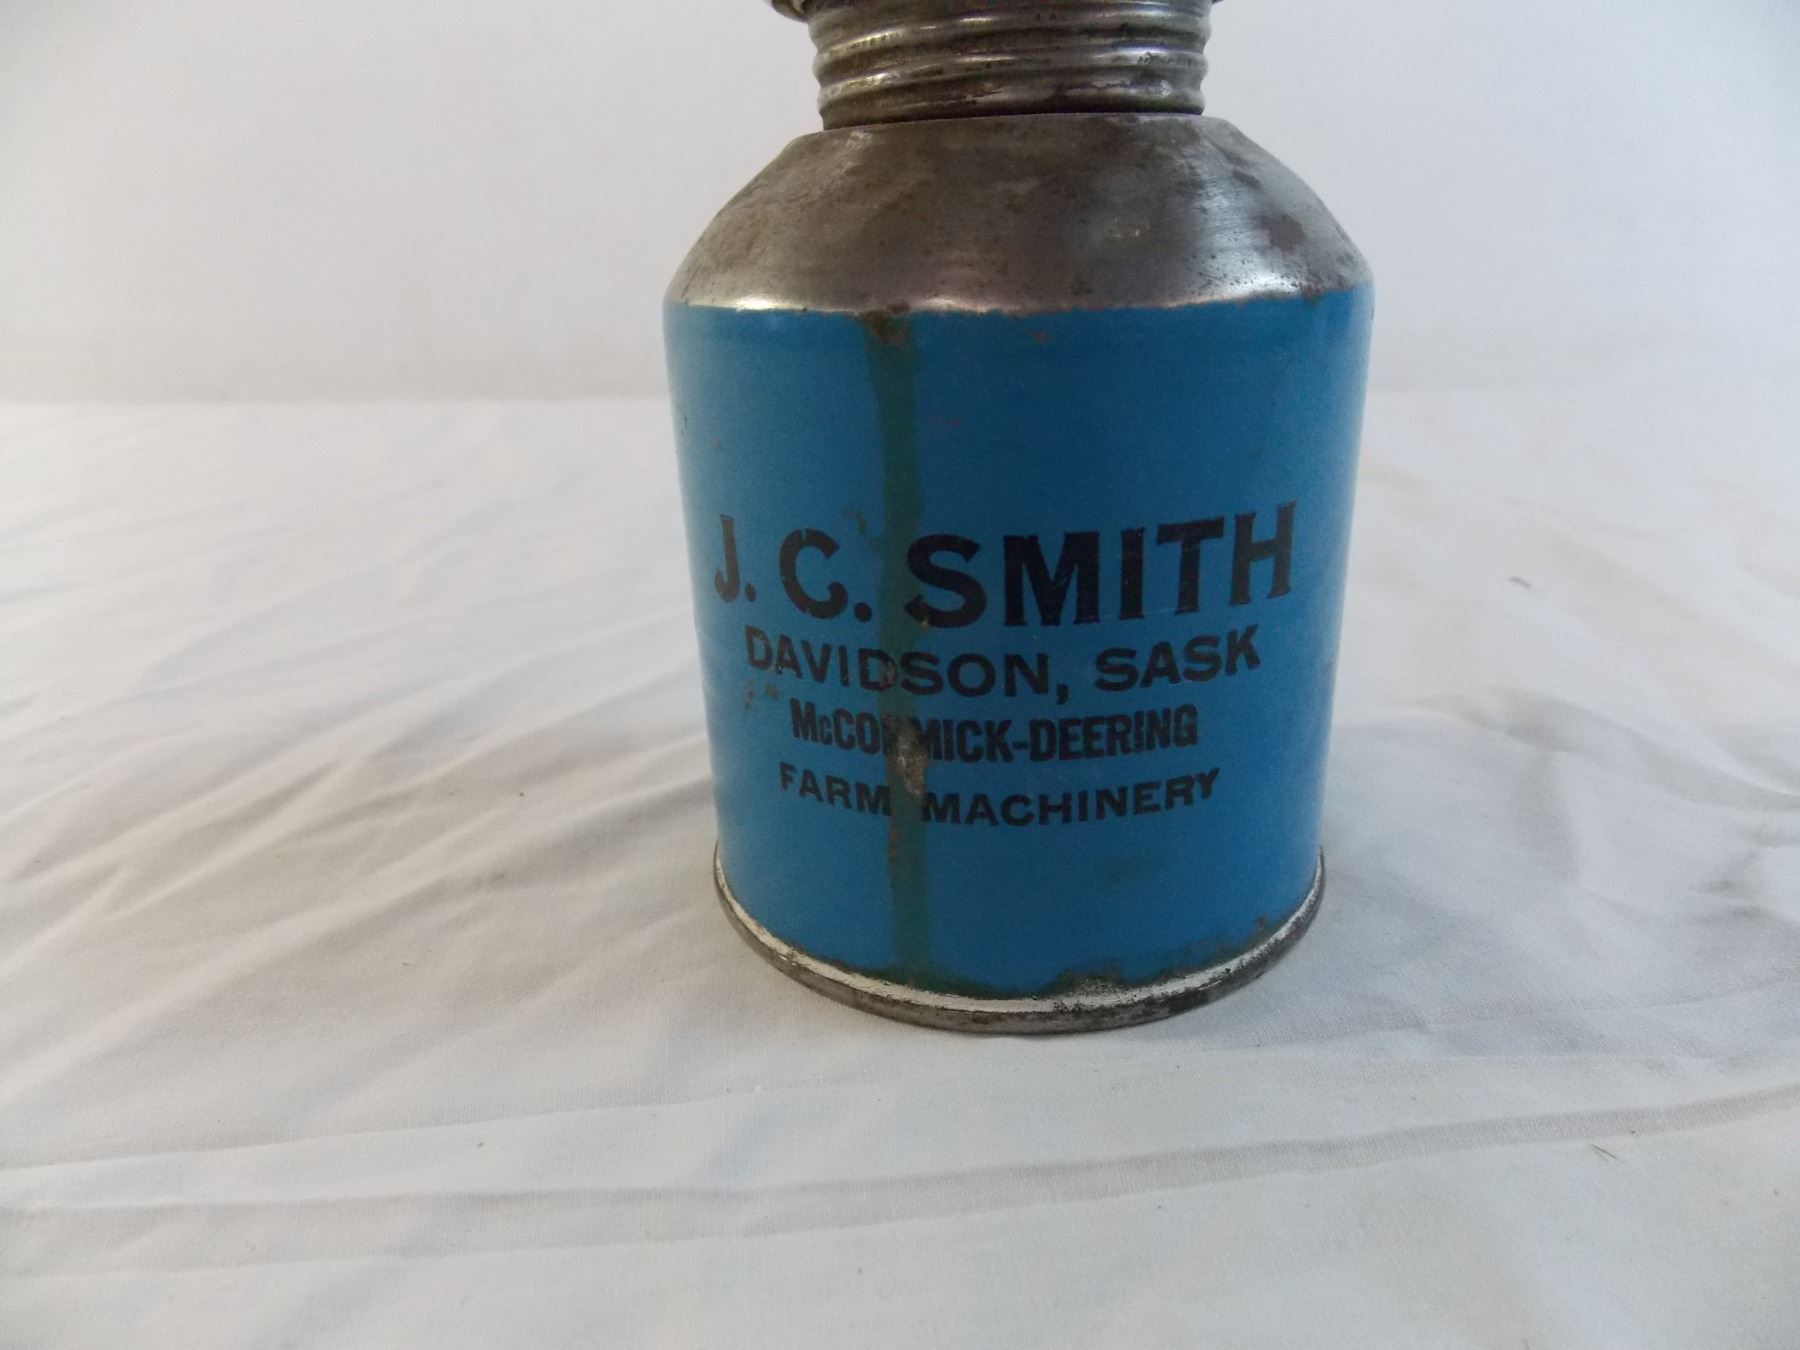 J. C. SMITH
DAVIDSON, SASK
McCORMICK-DEERING
FARM MACHINERY